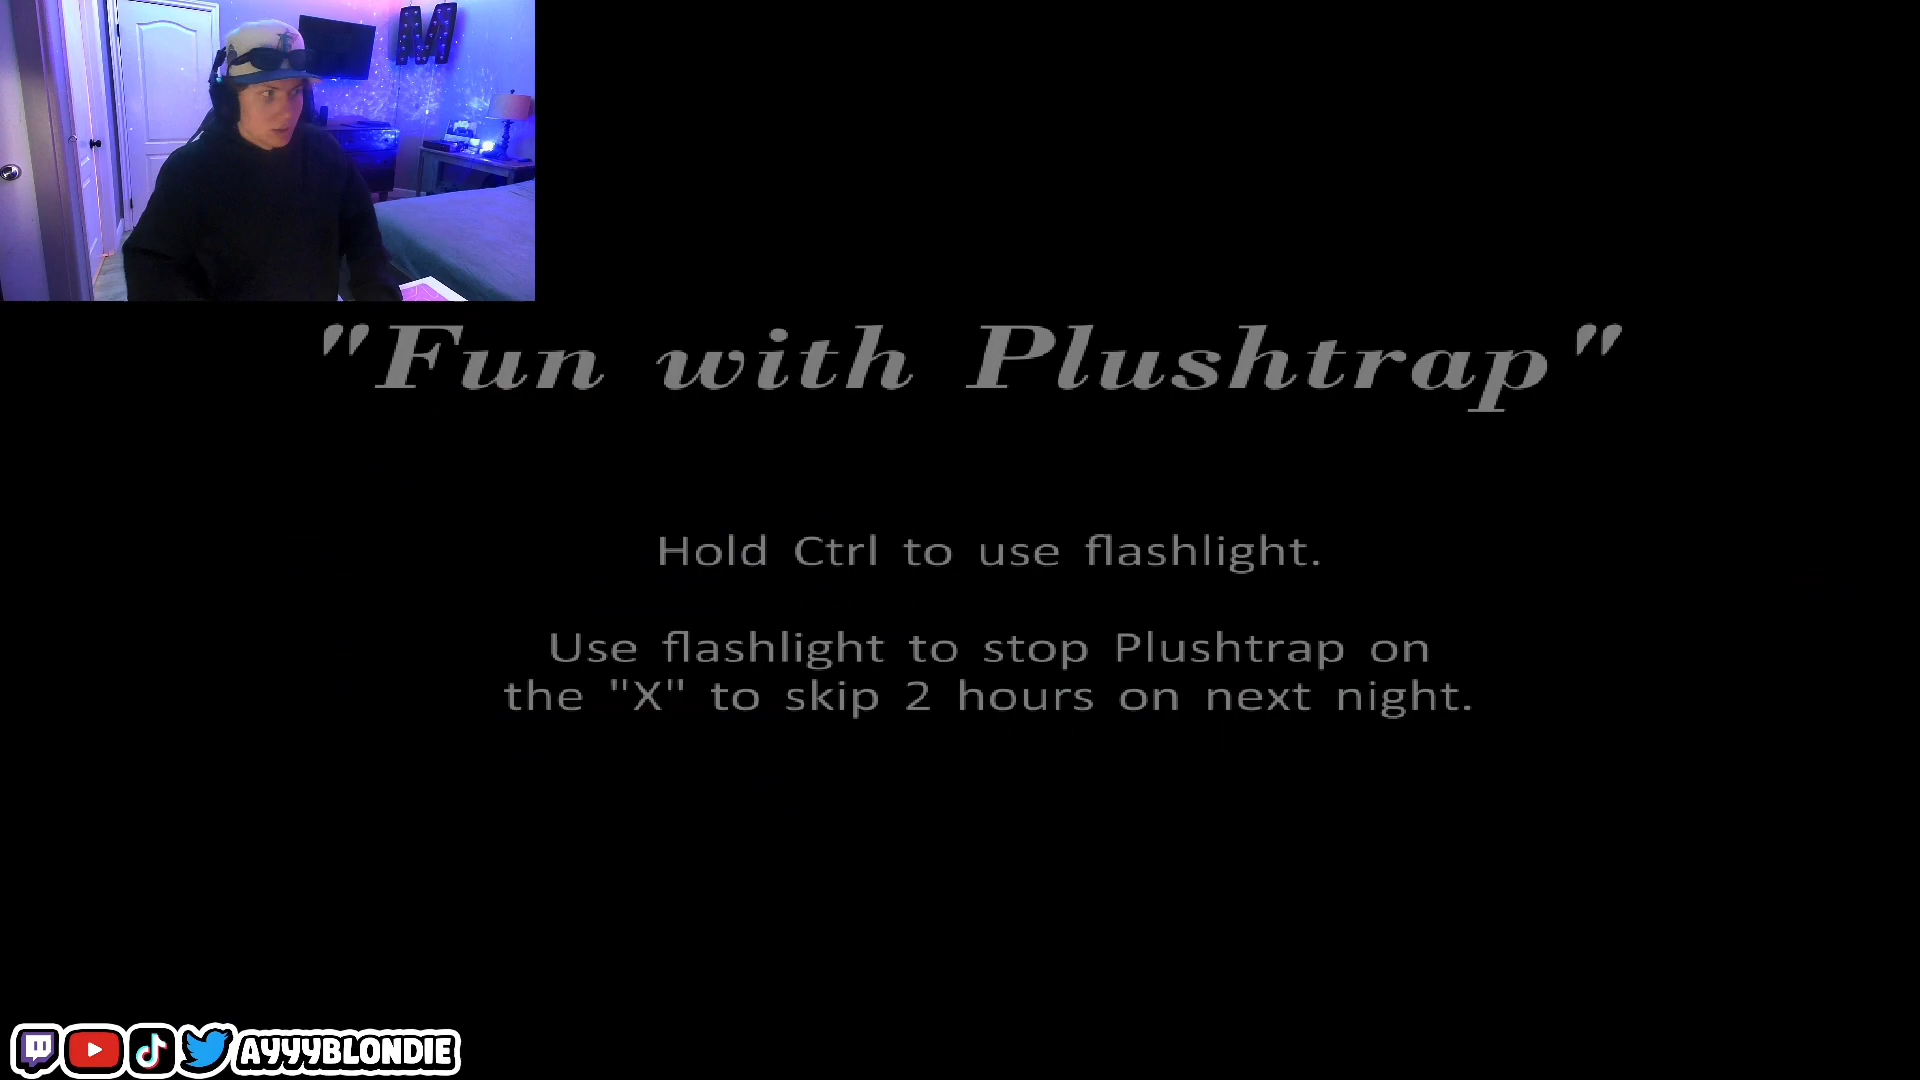 M
"Fun with Plushtrap"
Hold Ctrl to use flashlight.
Use flashlight to stop Plushtrap on
the "X" to skip 2 hours on next night.
AYYYBLONDIE